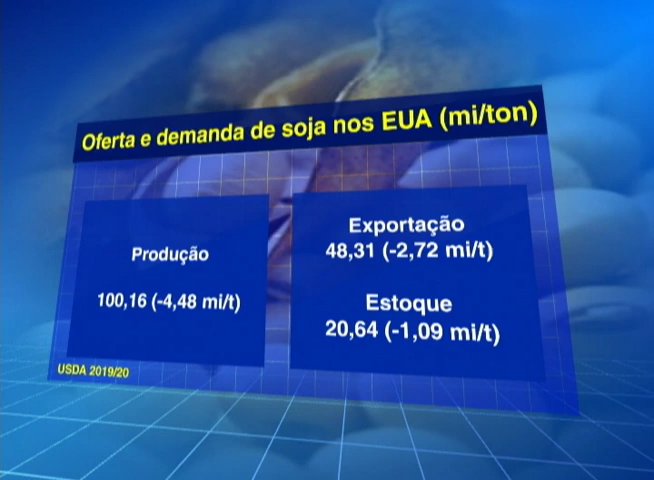 Oferta e demanda de soja nos EUA (mi/ton)
Produção
100,16 (-4,48 mi/t)
Exportação
48,31 (-2,72 mi/t)
Estoque
20,64 (-1,09 mi/t)
USDA 2019/20